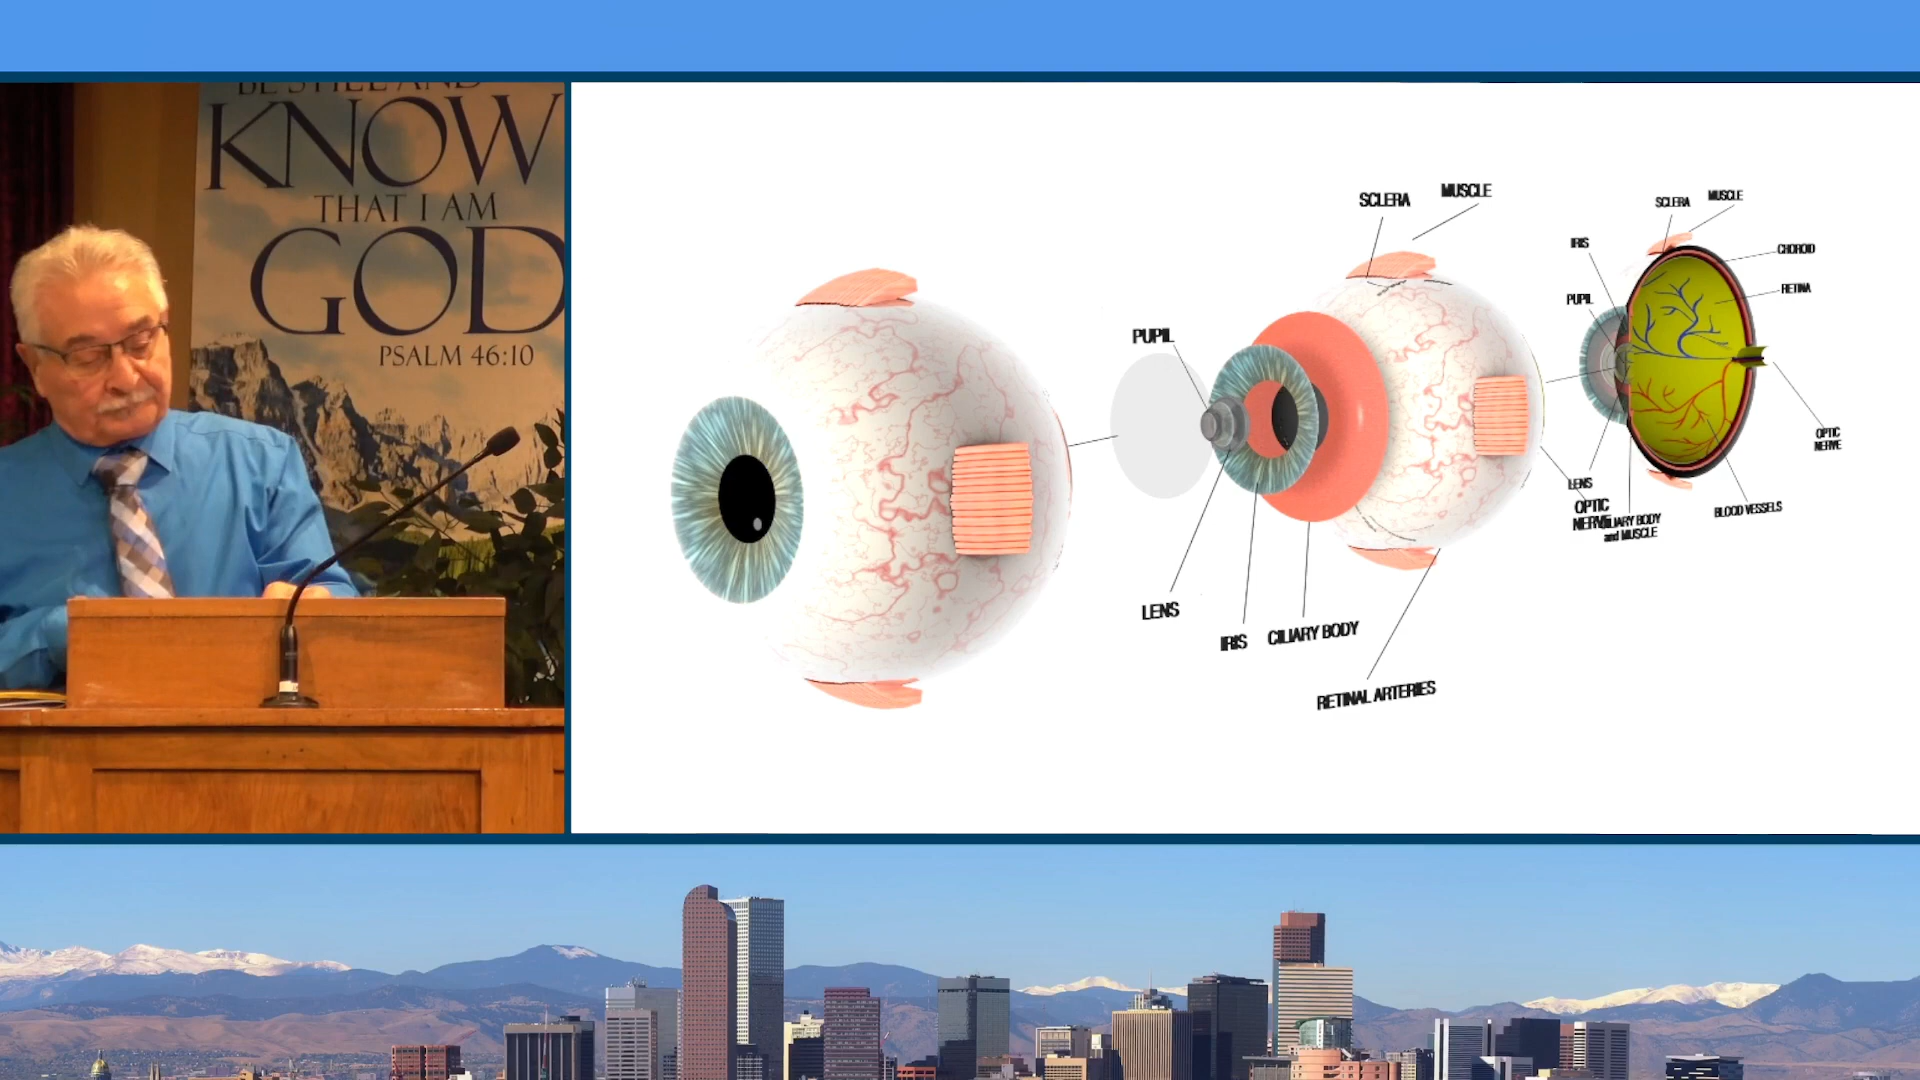 BE STILL AND
KNOW
THAT I AM
GOD
PSALM 46:10
SCLERA
MUSCLE
PUPIL
LENS
IRIS
CILIARY BODY
RETINAL ARTERIES
OPTIC
NERVE
SCLERA
MUSCLE
IRIS
CHOROID
PUPIL
RETINA
OPTIC
NERVE
LENS
CILIARY BODY
and MUSCLE
BLOOD VESSELS